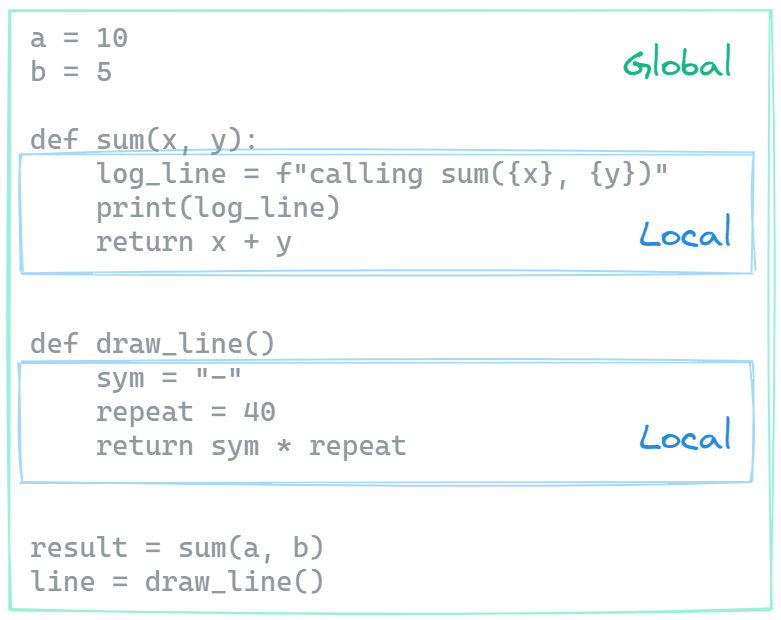 a = 10
Global
b = 5
def sum(x, y):
    log_line = f"calling sum({x}, {y})"
    print(log_line)
    return x + y
Local
def draw_line()
    sym = "-"
    repeat = 40
    return sym * repeat
Local
result = sum(a, b)
line = draw_line()